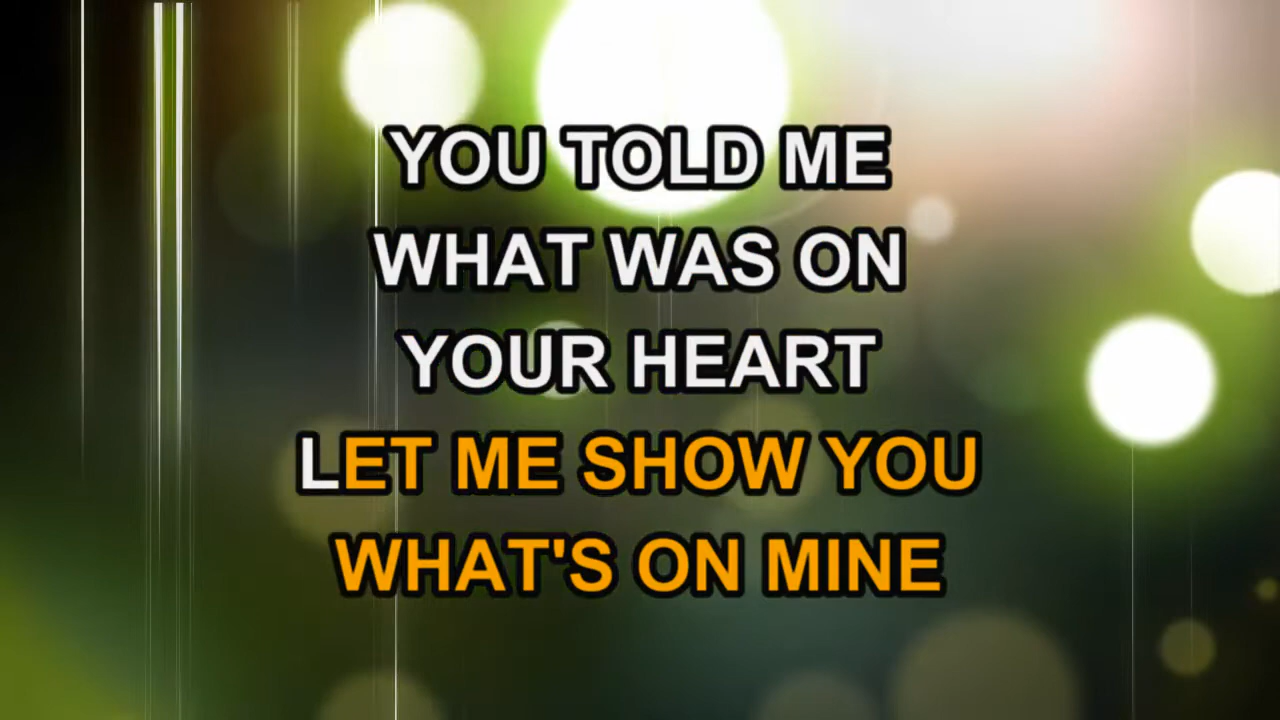 YOU TOLD ME
WHAT WAS ON
YOUR HEART
LET ME SHOW YOU
WHAT'S ON MINE